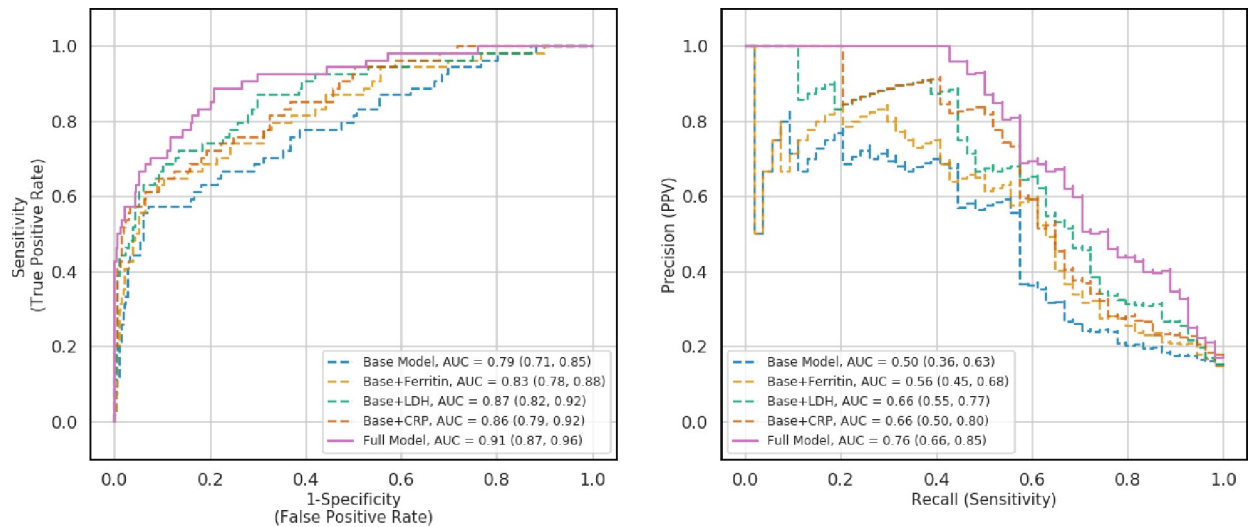 1.0
0.8
0.6
0.4
0.2
0.0
Sensitivity
(True Positive Rate)
Base Model, AUC = 0.79 (0.71, 0.85)
Base+Ferritin, AUC = 0.83 (0.78, 0.88)
Base+LDH, AUC = 0.87 (0.82, 0.92)
Base+CRP, AUC = 0.86 (0.79, 0.92)
Full Model, AUC = 0.91 (0.87, 0.96)
0.0 0.2 0.4 0.6 0.8 1.0
1-Specificity
(False Positive Rate)
1.0
0.8
0.6
0.4
0.2
0.0
Precision (PPV)
Base Model, AUC = 0.50 (0.36, 0.63)
Base+Ferritin, AUC = 0.56 (0.45, 0.68)
Base+LDH, AUC = 0.66 (0.55, 0.77)
Base+CRP, AUC = 0.66 (0.50, 0.80)
Full Model, AUC = 0.76 (0.66, 0.85)
0.0 0.2 0.4 0.6 0.8 1.0
Recall (Sensitivity)